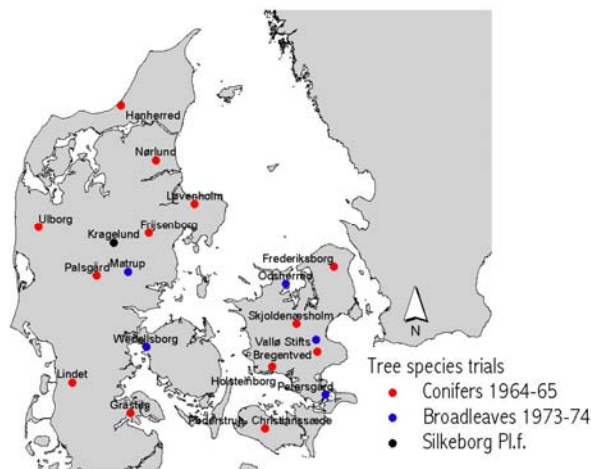 Hanherred
Nørlund
Løvenholm
Ulborg
Frijsenborg
Kragelund
Palsgård
Matrup
Frederiksborg
Odsherred
Skjoldenæsholm
Vallø Stifts
Wedellsborg
Bregentved
Lindet
Holsteinborg
Petersgård
Gråsten
Pederstrup, Christianssæde
N
Tree species trials
Conifers 1964-65
Broadleaves 1973-74
Silkeborg Pl.f.